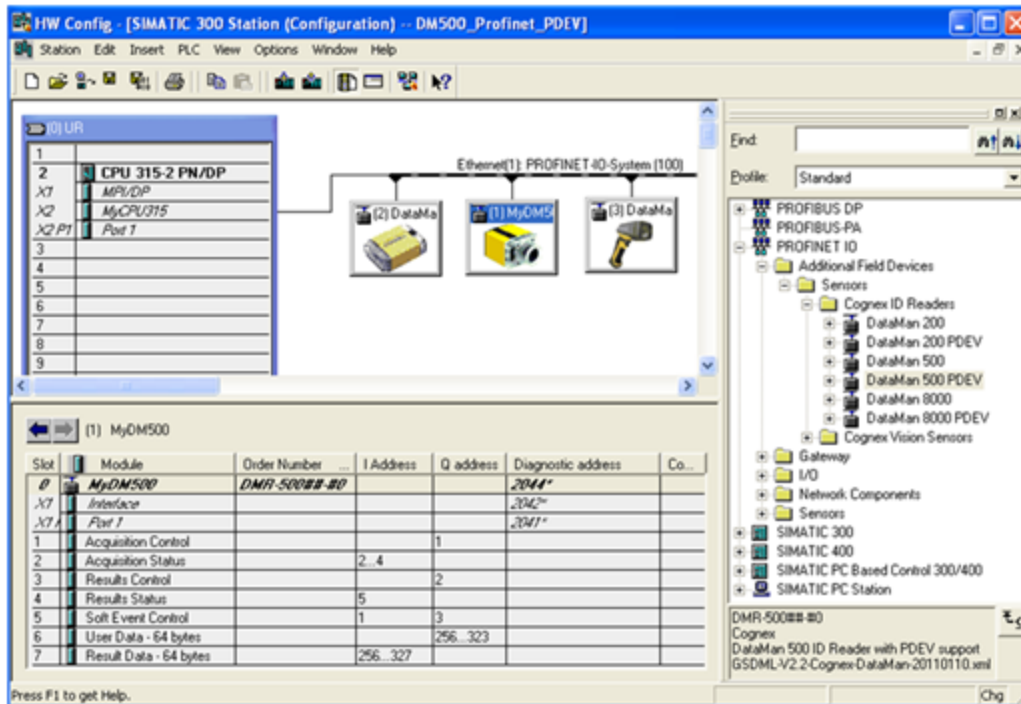 HW Config - [SIMATIC 300 Station (Configuration) -- DM500_Profinet_PDEV]
Station Edit Insert PLC View Options Window Help
(0) UR
1
2 CPU 315-2 PN/DP
X1 MPI/DP
X2 MyCPU315
X2 P1 Port 1
3
4
5
6
7
8
9
Ethernet(1): PROFINET-IO-System (100)
(2) DataMa
(1) MyDM5
(3) DataMa
(1) MyDM500
Slot Module Order Number ... I Address Q address Diagnostic address Co...
0 MyDM500 DMR-500##-#0 2044*
X1 Interface 2042*
X1 Port 1 2041*
1 Acquisition Control 1
2 Acquisition Status 2...4
3 Results Control 2
4 Results Status 5
5 Soft Event Control 1 3
6 User Data - 64 bytes 256...323
7 Result Data - 64 bytes 256...327
Find:
Profile: Standard
PROFIBUS DP
PROFIBUS-PA
PROFINET IO
Additional Field Devices
Sensors
Cognex ID Readers
DataMan 200
DataMan 200 PDEV
DataMan 500
DataMan 500 PDEV
DataMan 8000
DataMan 8000 PDEV
Cognex Vision Sensors
Gateway
I/O
Network Components
Sensors
SIMATIC 300
SIMATIC 400
SIMATIC PC Based Control 300/400
SIMATIC PC Station
DMR-500##-#0
Cognex
DataMan 500 ID Reader with PDEV support
GSDML-V2.2-Cognex-DataMan-20110110.xml
Press F1 to get Help.
Chg